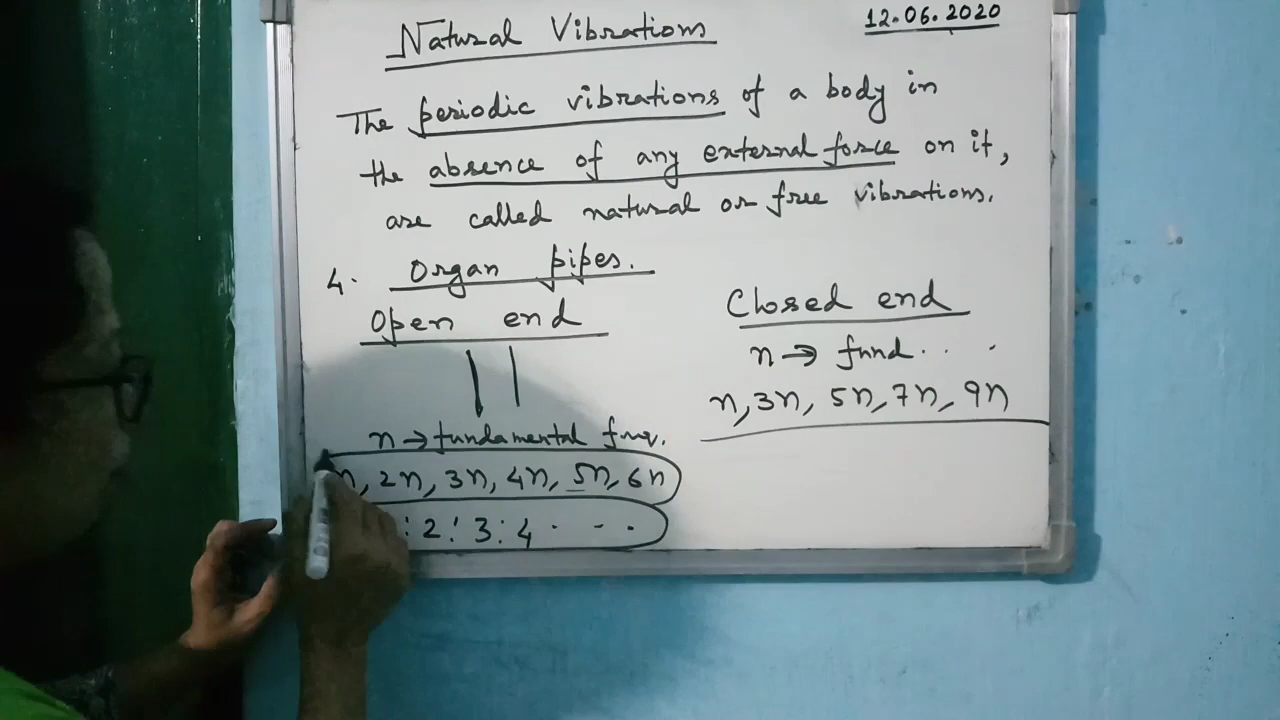 Natural Vibrations
12.06.2020
The periodic vibrations of a body in
the absence of any external force on it,
are called natural or free vibrations.
4. Organ pipes.
Open end
n → fundamental freq.
n, 2n, 3n, 4n, 5n, 6n
: 2 : 3 : 4 . - - .
Closed end
n → fund . . .
n, 3n, 5n, 7n, 9n